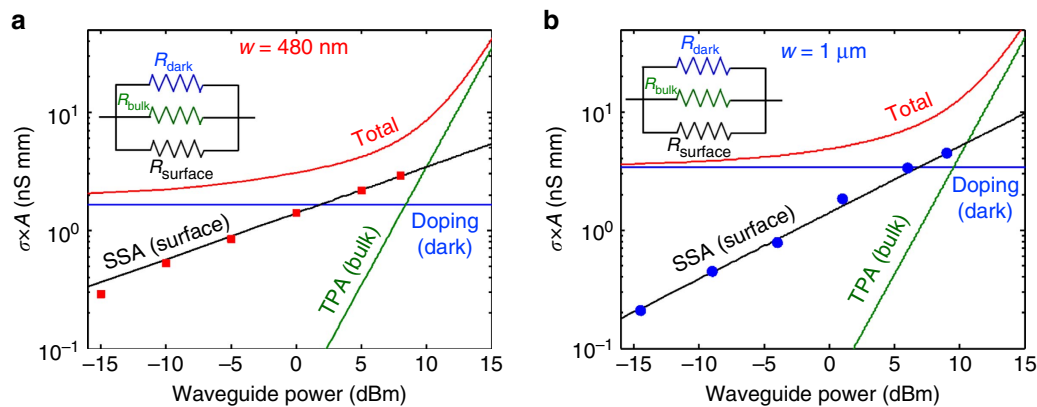 a
w = 480 nm
R_dark
R_bulk
R_surface
Total
SSA (surface)
Doping
(dark)
TPA (bulk)
10^1
10^0
10^−1
σ×A (nS mm)
−15 −10 −5 0 5 10 15
Waveguide power (dBm)
b
w = 1 μm
R_dark
R_bulk
R_surface
Total
SSA (surface)
Doping
(dark)
TPA (bulk)
10^1
10^0
10^−1
σ×A (nS mm)
−15 −10 −5 0 5 10 15
Waveguide power (dBm)